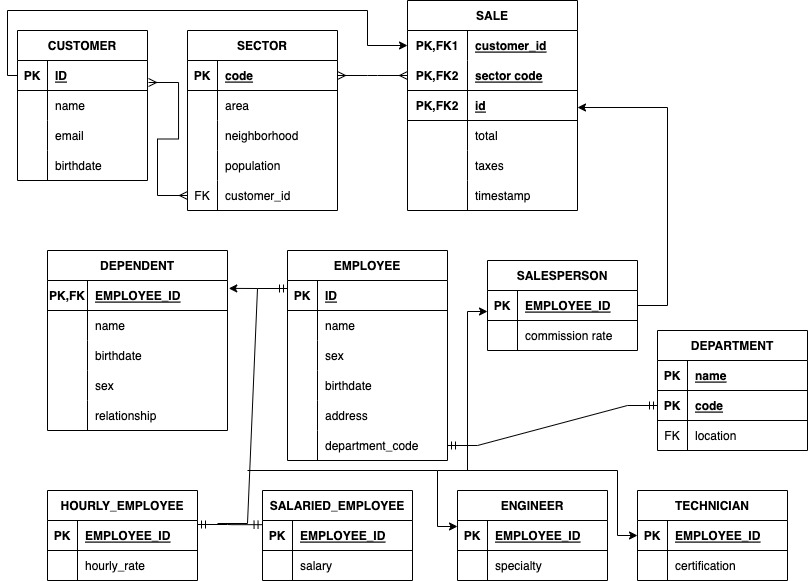 CUSTOMER
PK ID
name
email
birthdate
SECTOR
PK code
area
neighborhood
population
FK customer_id
SALE
PK,FK1 customer_id
PK,FK2 sector code
PK,FK2 id
total
taxes
timestamp
DEPENDENT
PK,FK EMPLOYEE_ID
name
birthdate
sex
relationship
EMPLOYEE
PK ID
name
sex
birthdate
address
department_code
SALESPERSON
PK EMPLOYEE_ID
commission rate
DEPARTMENT
PK name
PK code
FK location
HOURLY_EMPLOYEE
PK EMPLOYEE_ID
hourly_rate
SALARIED_EMPLOYEE
PK EMPLOYEE_ID
salary
ENGINEER
PK EMPLOYEE_ID
specialty
TECHNICIAN
PK EMPLOYEE_ID
certification